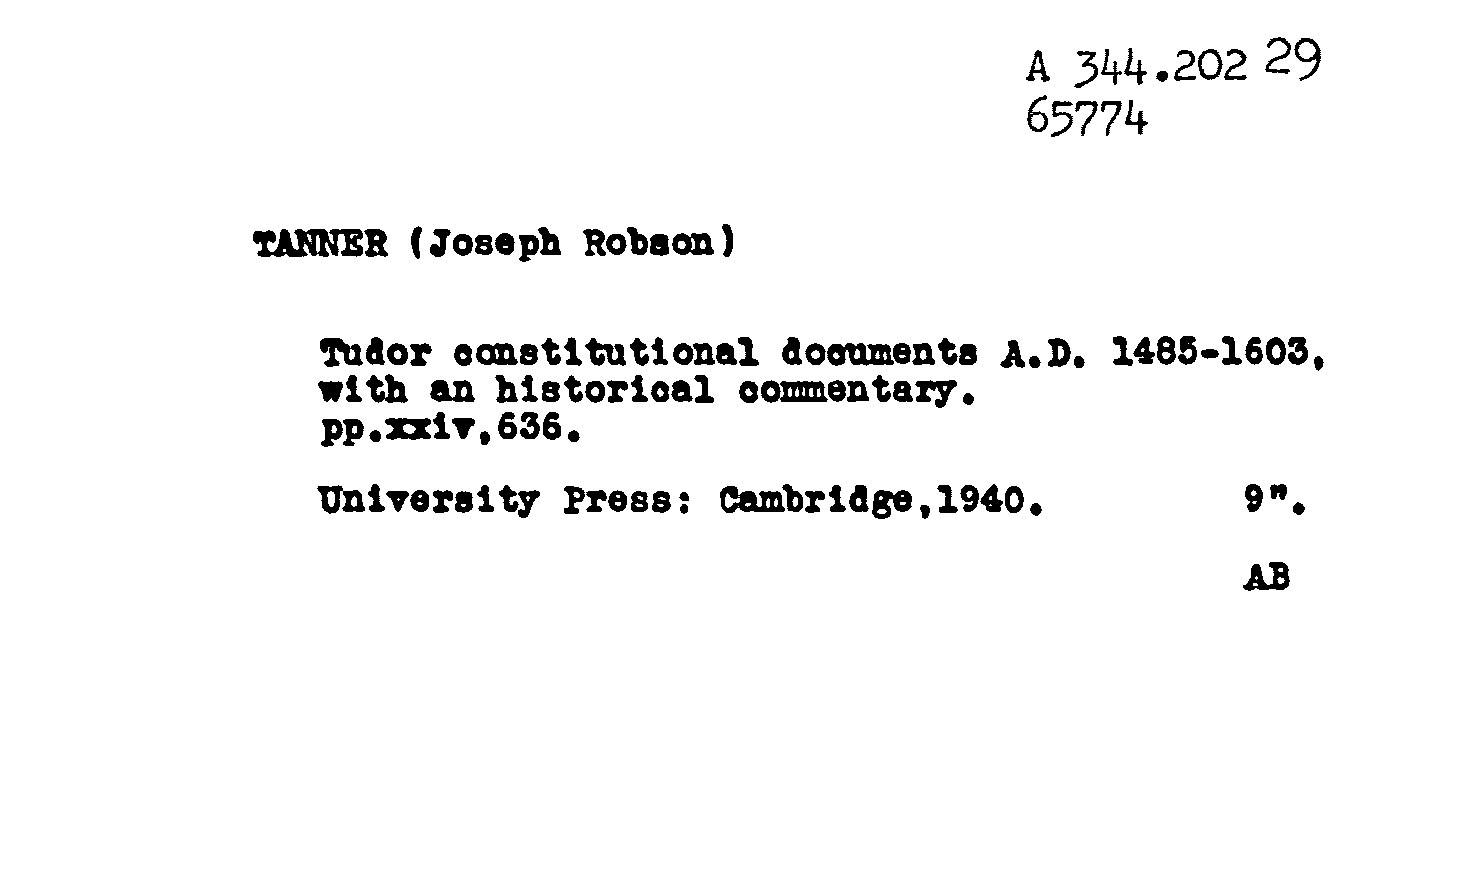 A 344.202 29
65774
TANNER (Joseph Robson)
Tudor constitutional documents A.D. 1485-1603,
with an historical commentary.
pp.xxiv,636.
University Press: Cambridge,1940. 9".
AB